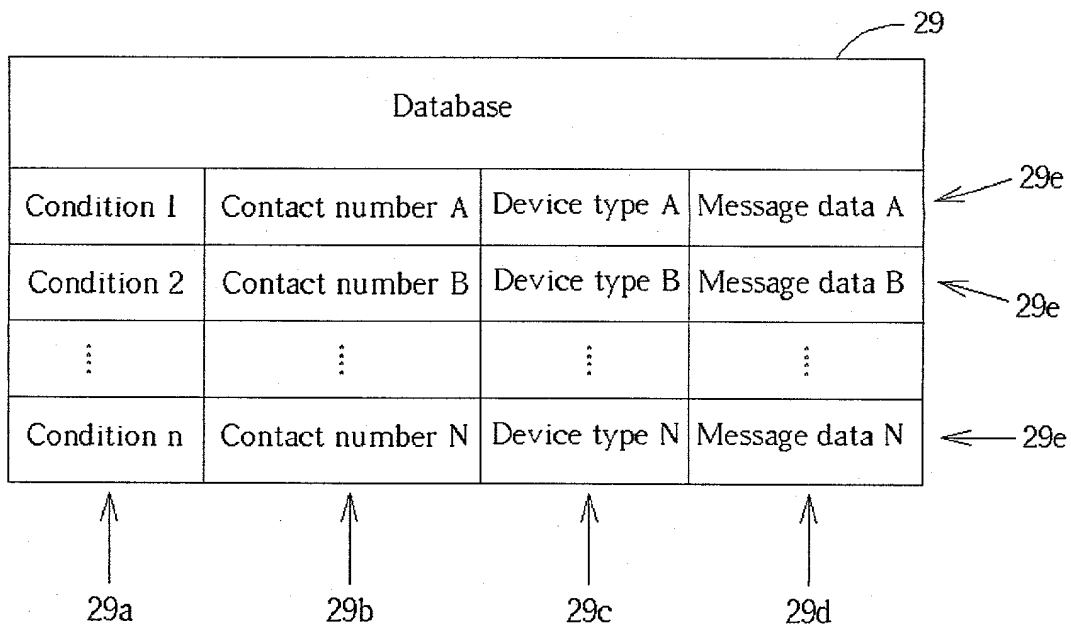 29
Database
Condition 1 Contact number A Device type A Message data A 29e
Condition 2 Contact number B Device type B Message data B 29e
Condition n Contact number N Device type N Message data N 29e
29a 29b 29c 29d